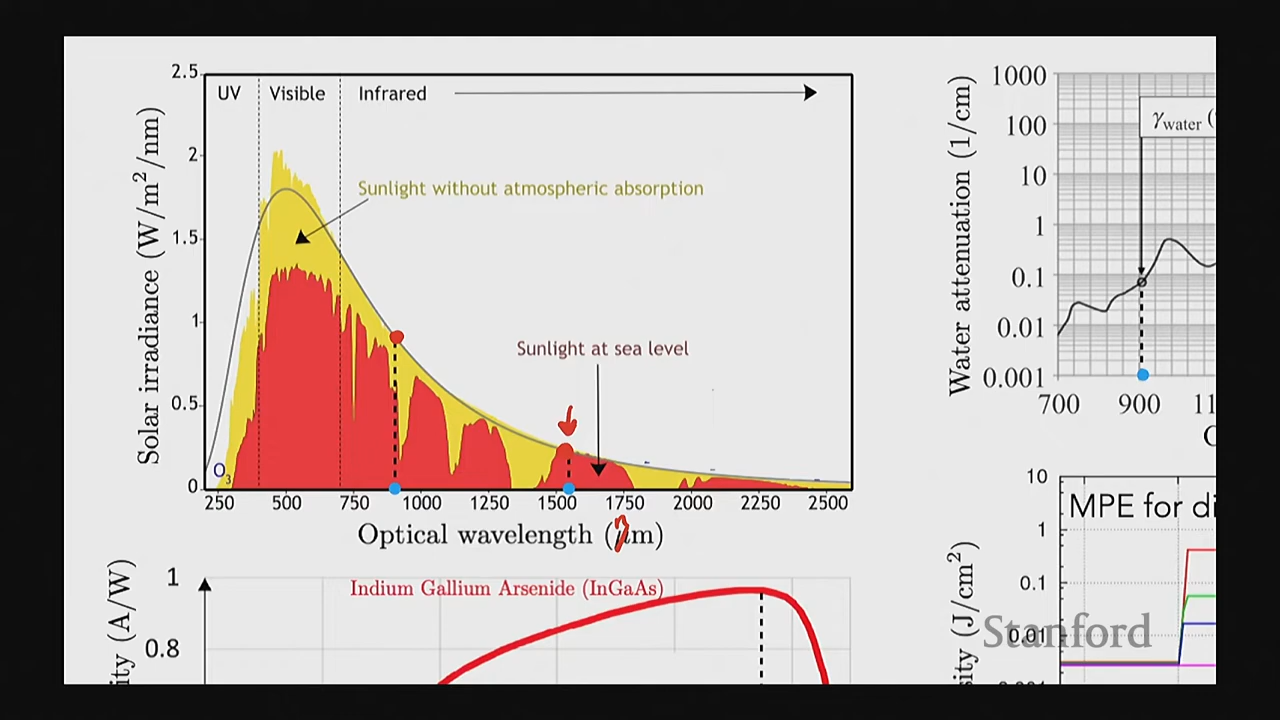 2.5
UV Visible Infrared
2
Sunlight without atmospheric absorption
1.5
Solar irradiance (W/m²/nm)
1
Sunlight at sea level
0.5
O₃
0
250 500 750 1000 1250 1500 1750 2000 2250 2500
Optical wavelength (nm)
1
Indium Gallium Arsenide (InGaAs)
0.8
ity (A/W)
1000
100
γwater (
10
1
0.1
0.01
0.001
Water attenuation (1/cm)
700 900 11
10
MPE for di
1
0.1
0.01
sity (J/cm²)
Stanford